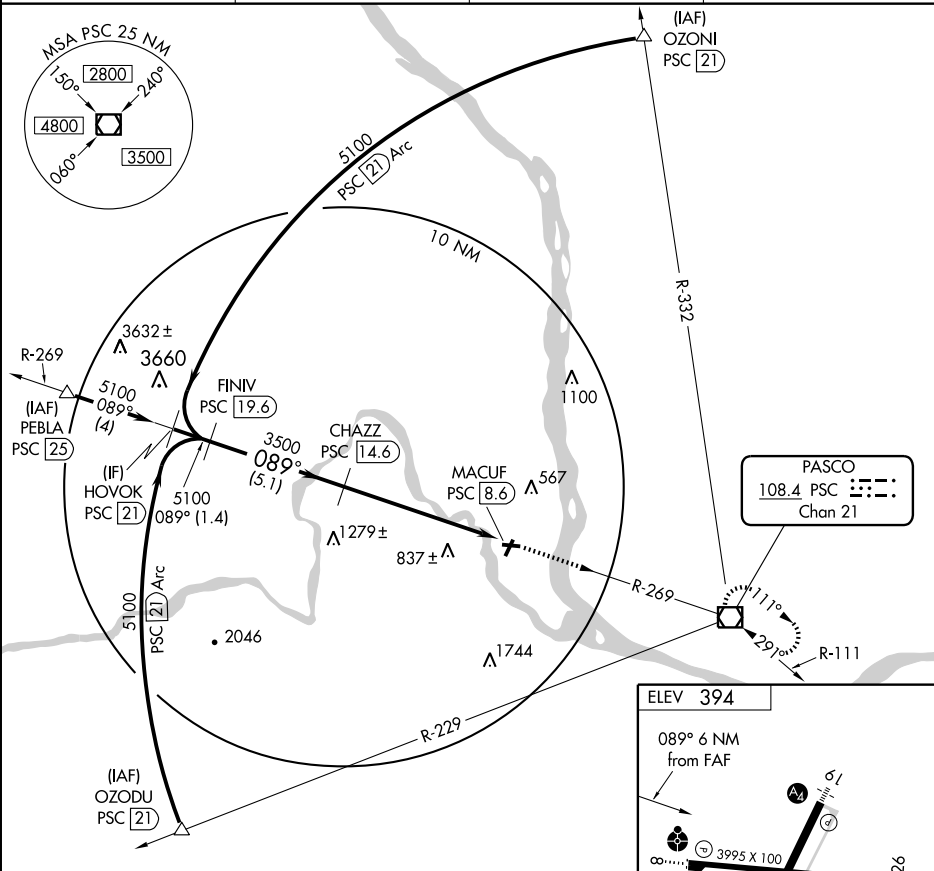 MSA PSC 25 NM
150°
2800
240°
4800
060°
3500
(IAF)
OZONI
PSC 21
5100
PSC 21 Arc
10 NM
R-332
3632 ±
3660
R-269
5100
089°
(4)
(IAF)
PEBLA
PSC 25
FINIV
PSC 19.6
(IF)
HOVOK
PSC 21
5100
089° (1.4)
3500
089°
(5.1)
CHAZZ
PSC 14.6
MACUF
PSC 8.6
567
1100
PASCO
108.4 PSC
Chan 21
1279 ±
837 ±
R-269
111°
291°
R-111
5100
PSC 21 Arc
2046
1744
R-229
(IAF)
OZODU
PSC 21
ELEV 394
089° 6 NM
from FAF
19
A4
P
P
3995 X 100
8
26